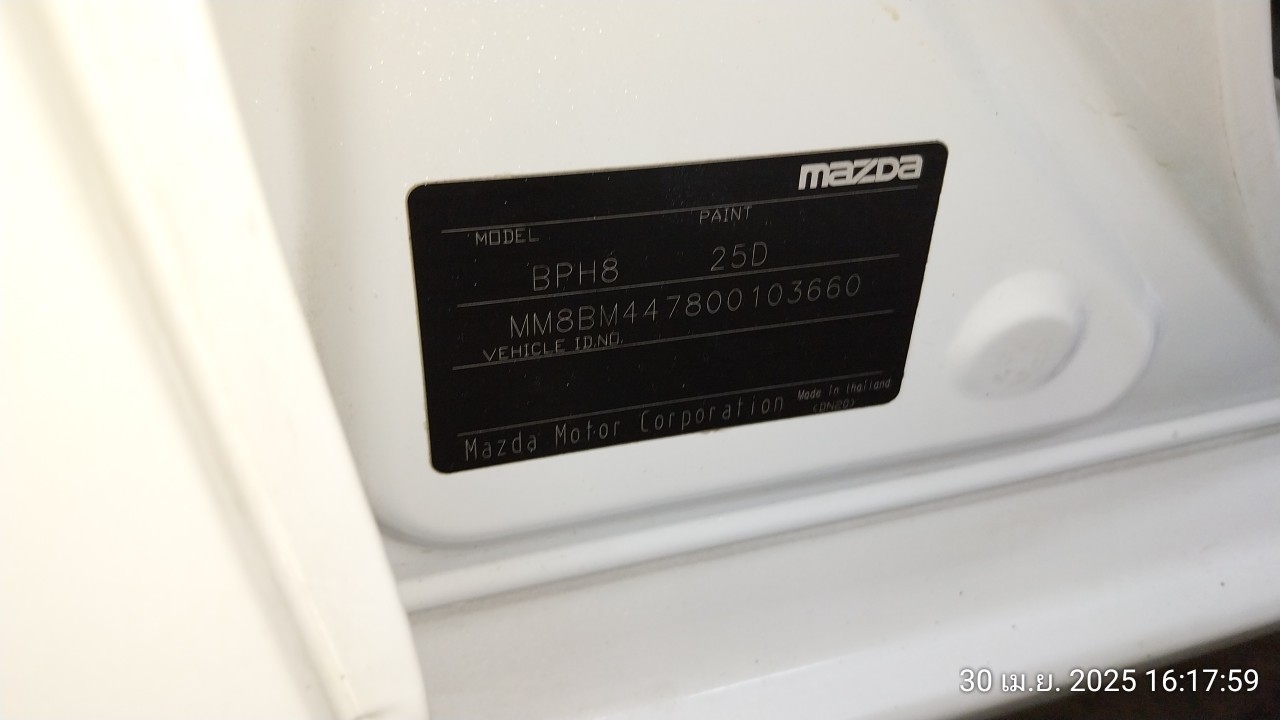 mazda
MODEL PAINT
BPH8 25D
MM8BM447800103660
VEHICLE ID.NO.
Mazda Motor Corporation Made in thailand
30 เม.ย. 2025 16:17:59